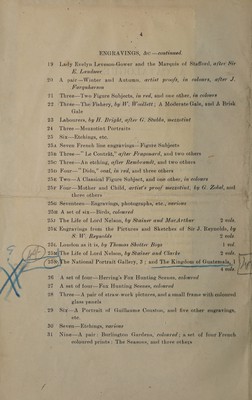 4
ENGRAVINGS, &c.—continued.
19 Lady Evelyn Leveson-Gower and the Marquis of Stafford, after Sir
E. Landseer
20 A pair—Winter and Autumn, artist proofs, in colours, after J.
Farquharson
21 Three—Two Figure Subjects, in red, and one other, in colours
22 Three—The Fishery, by W. Woollett; A Moderate Gale, and A Brisk
Gale
23 Labourers, by H. Birght, after G. Stubbs, mezzotint
24 Three—Mezzotint Portraits
25 Six—Etchings, etc.
25A Seven French line engravings—Figure Subjects
25B Three—"Le Contrât," after Fragonard, and two others
25C Three—An etching, after Rembrandt, and two others
25D Four—"Dido," oval, in red, and three others
25E Two—A Classical Figure Subject, and one other, in colours
25F Four—Mother and Child, artist's proof mezzotint, by G. Zobel, and
three others
25G Seventeen—Engravings, photographs, etc., various
25H A set of six—Birds, coloured
25I The Life of Lord Nelson, by Stainer and MacArthur 2 vols.
25K Engravings from the Pictures and Sketches of Sir J. Reynolds, by
S. W. Reynolds 3 vols.
25L London as it is, by Thomas Shotter Boys 1 vol.
25M The Life of Lord Nelson, by Stainer and Clarke 2 vols.
25N The National Portrait Gallery, 3; and The Kingdom of Guatemala, 1
4 vols.
26 A set of four—Herring's Fox Hunting Scenes, coloured
27 A set of four—Fox Hunting Scenes, coloured
28 Three—A pair of straw-work pictures, and a small frame with coloured
glass panels
29 Six—A Portrait of Guillaume Coustou, and five other engravings,
etc.
30 Seven—Etchings, various
31 Nine—A pair: Burlington Gardens, coloured; a set of four French
coloured prints: The Seasons, and three others